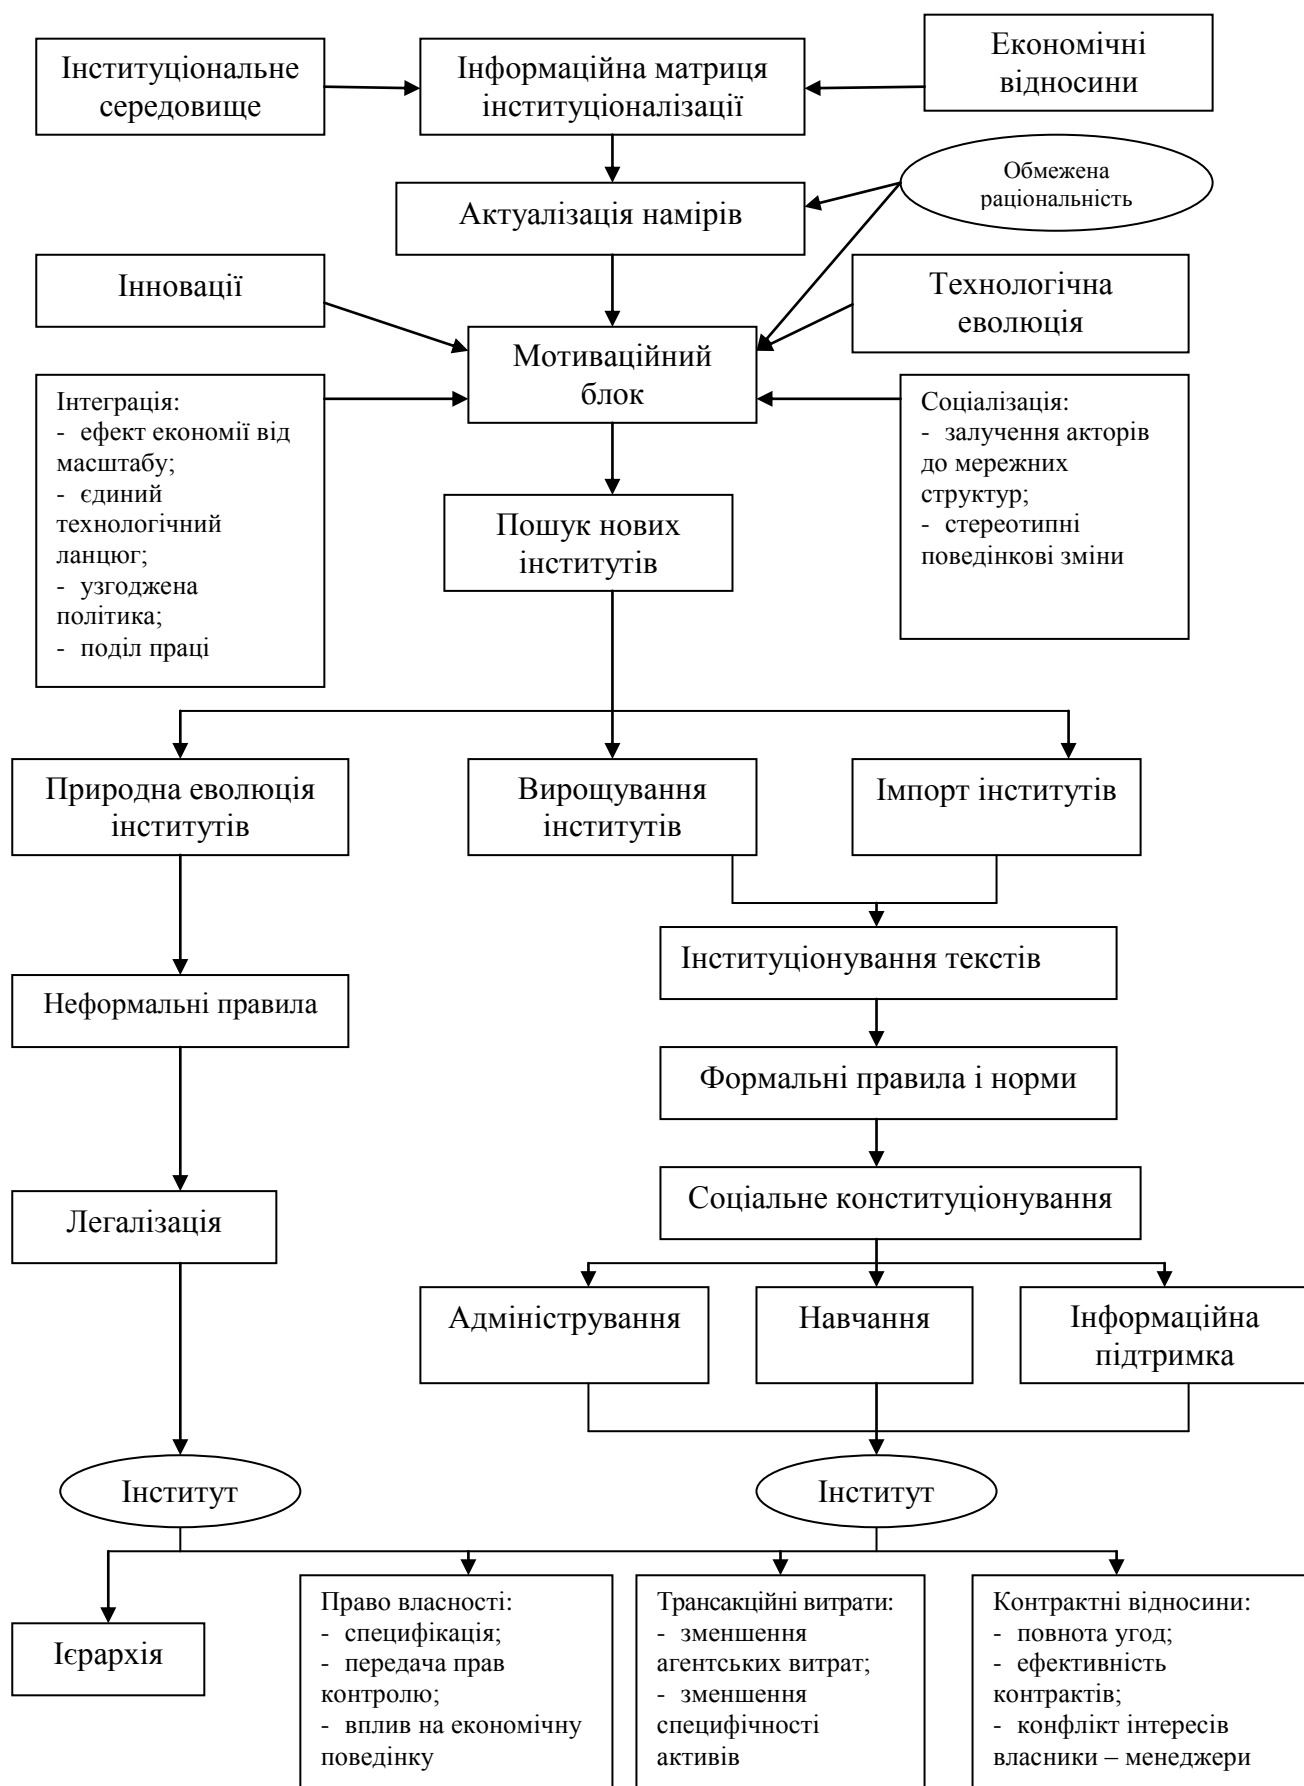 Інституціональне
середовище
Інформаційна матриця
інституціоналізації
Економічні
відносини
Обмежена
раціональність
Актуалізація намірів
Інновації
Технологічна
еволюція
Мотиваційний
блок
Інтеграція:
- ефект економії від
масштабу;
- єдиний
технологічний
ланцюг;
- узгоджена
політика;
- поділ праці
Соціалізація:
- залучення акторів
до мережних
структур;
- стереотипні
поведінкові зміни
Пошук нових
інститутів
Природна еволюція
інститутів
Вирощування
інститутів
Імпорт інститутів
Інституціонування текстів
Неформальні правила
Формальні правила і норми
Соціальне конституціонування
Легалізація
Адміністрування
Навчання
Інформаційна
підтримка
Інститут
Інститут
Ієрархія
Право власності:
- специфікація;
- передача прав
контролю;
- вплив на економічну
поведінку
Трансакційні витрати:
- зменшення
агентських витрат;
- зменшення
специфічності
активів
Контрактні відносини:
- повнота угод;
- ефективність
контрактів;
- конфлікт інтересів
власники – менеджери